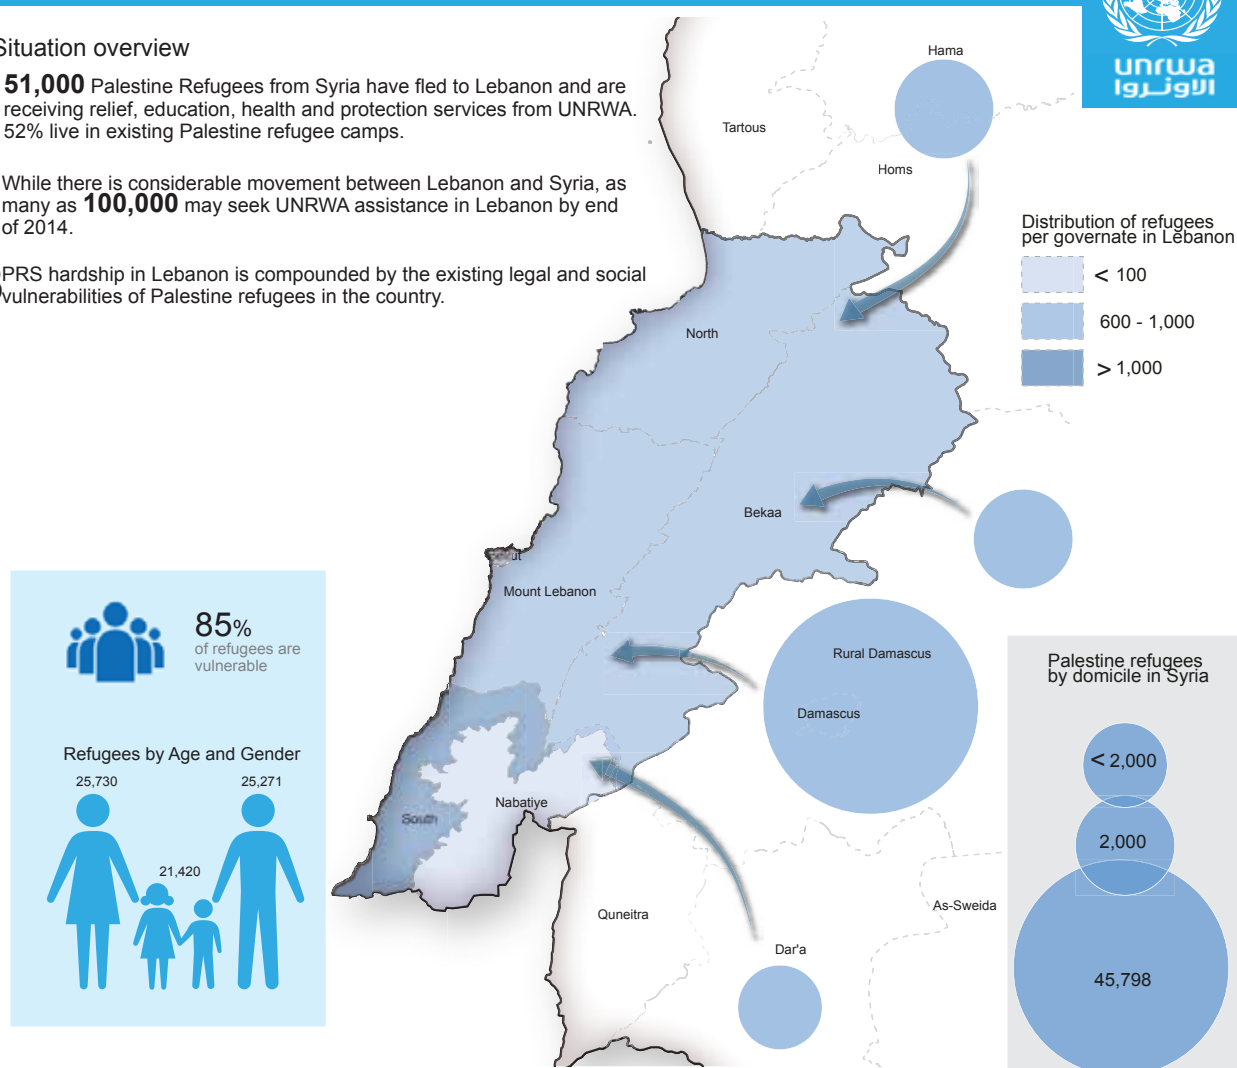 Situation overview
51,000 Palestine Refugees from Syria have fled to Lebanon and are
receiving relief, education, health and protection services from UNRWA.
52% live in existing Palestine refugee camps.
While there is considerable movement between Lebanon and Syria, as
many as 100,000 may seek UNRWA assistance in Lebanon by end
of 2014.
PRS hardship in Lebanon is compounded by the existing legal and social
vulnerabilities of Palestine refugees in the country.
unrwa
الاونروا
Hama
Tartous
Homs
Distribution of refugees
per governate in Lebanon
< 100
600 - 1,000
> 1,000
North
Bekaa
Mount Lebanon
Rural Damascus
Damascus
Nabatiye
South
Quneitra
As-Sweida
Dar'a
85%
of refugees are
vulnerable
Refugees by Age and Gender
25,730
25,271
21,420
Palestine refugees
by domicile in Syria
< 2,000
2,000
45,798